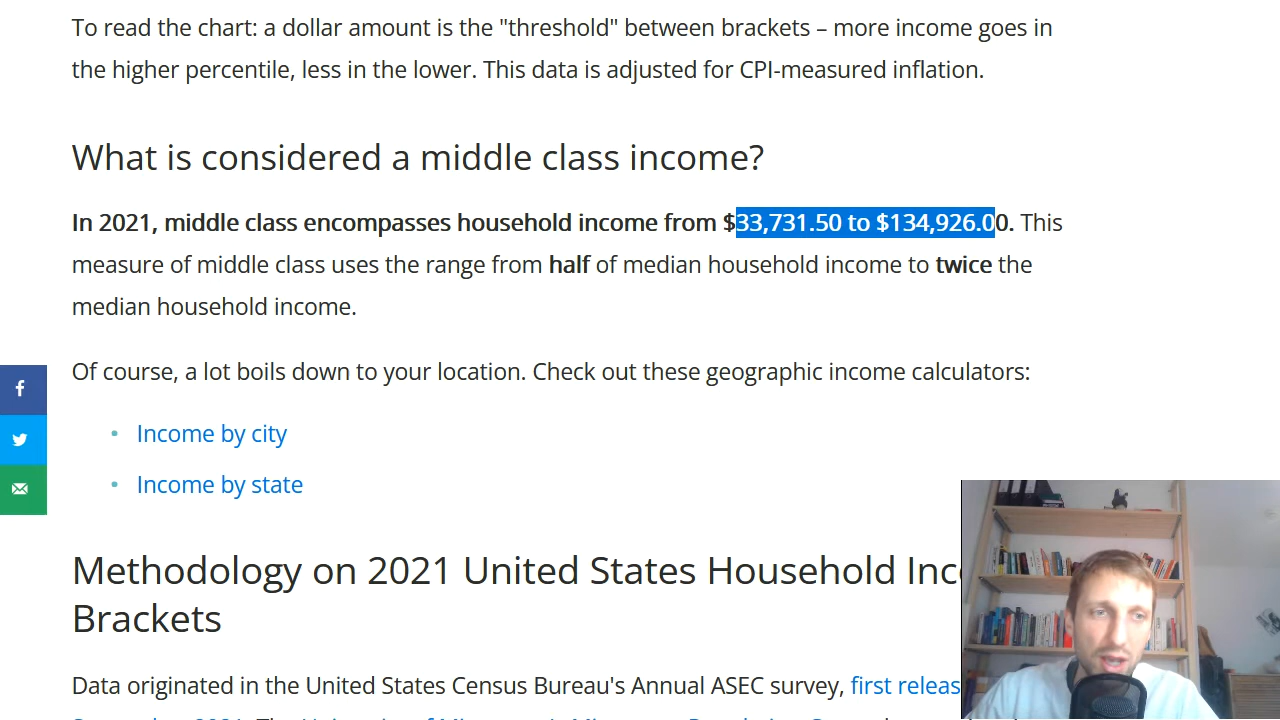 To read the chart: a dollar amount is the "threshold" between brackets – more income goes in
the higher percentile, less in the lower. This data is adjusted for CPI-measured inflation.
What is considered a middle class income?
In 2021, middle class encompasses household income from $33,731.50 to $134,926.00. This
measure of middle class uses the range from half of median household income to twice the
median household income.
Of course, a lot boils down to your location. Check out these geographic income calculators:
• Income by city
• Income by state
Methodology on 2021 United States Household Inc
Brackets
Data originated in the United States Census Bureau's Annual ASEC survey, first releas